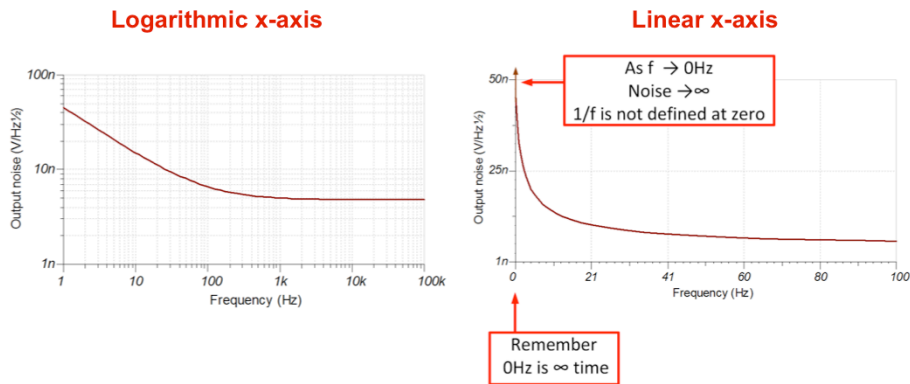 Logarithmic x-axis
100n
10n
1n
Output noise (V/Hz½)
1
10
100
1k
10k
100k
Frequency (Hz)
Linear x-axis
As f → 0Hz
Noise →∞
1/f is not defined at zero
50n
25n
1n
Output noise (V/Hz½)
0
21
41
60
80
100
Frequency (Hz)
Remember
0Hz is ∞ time